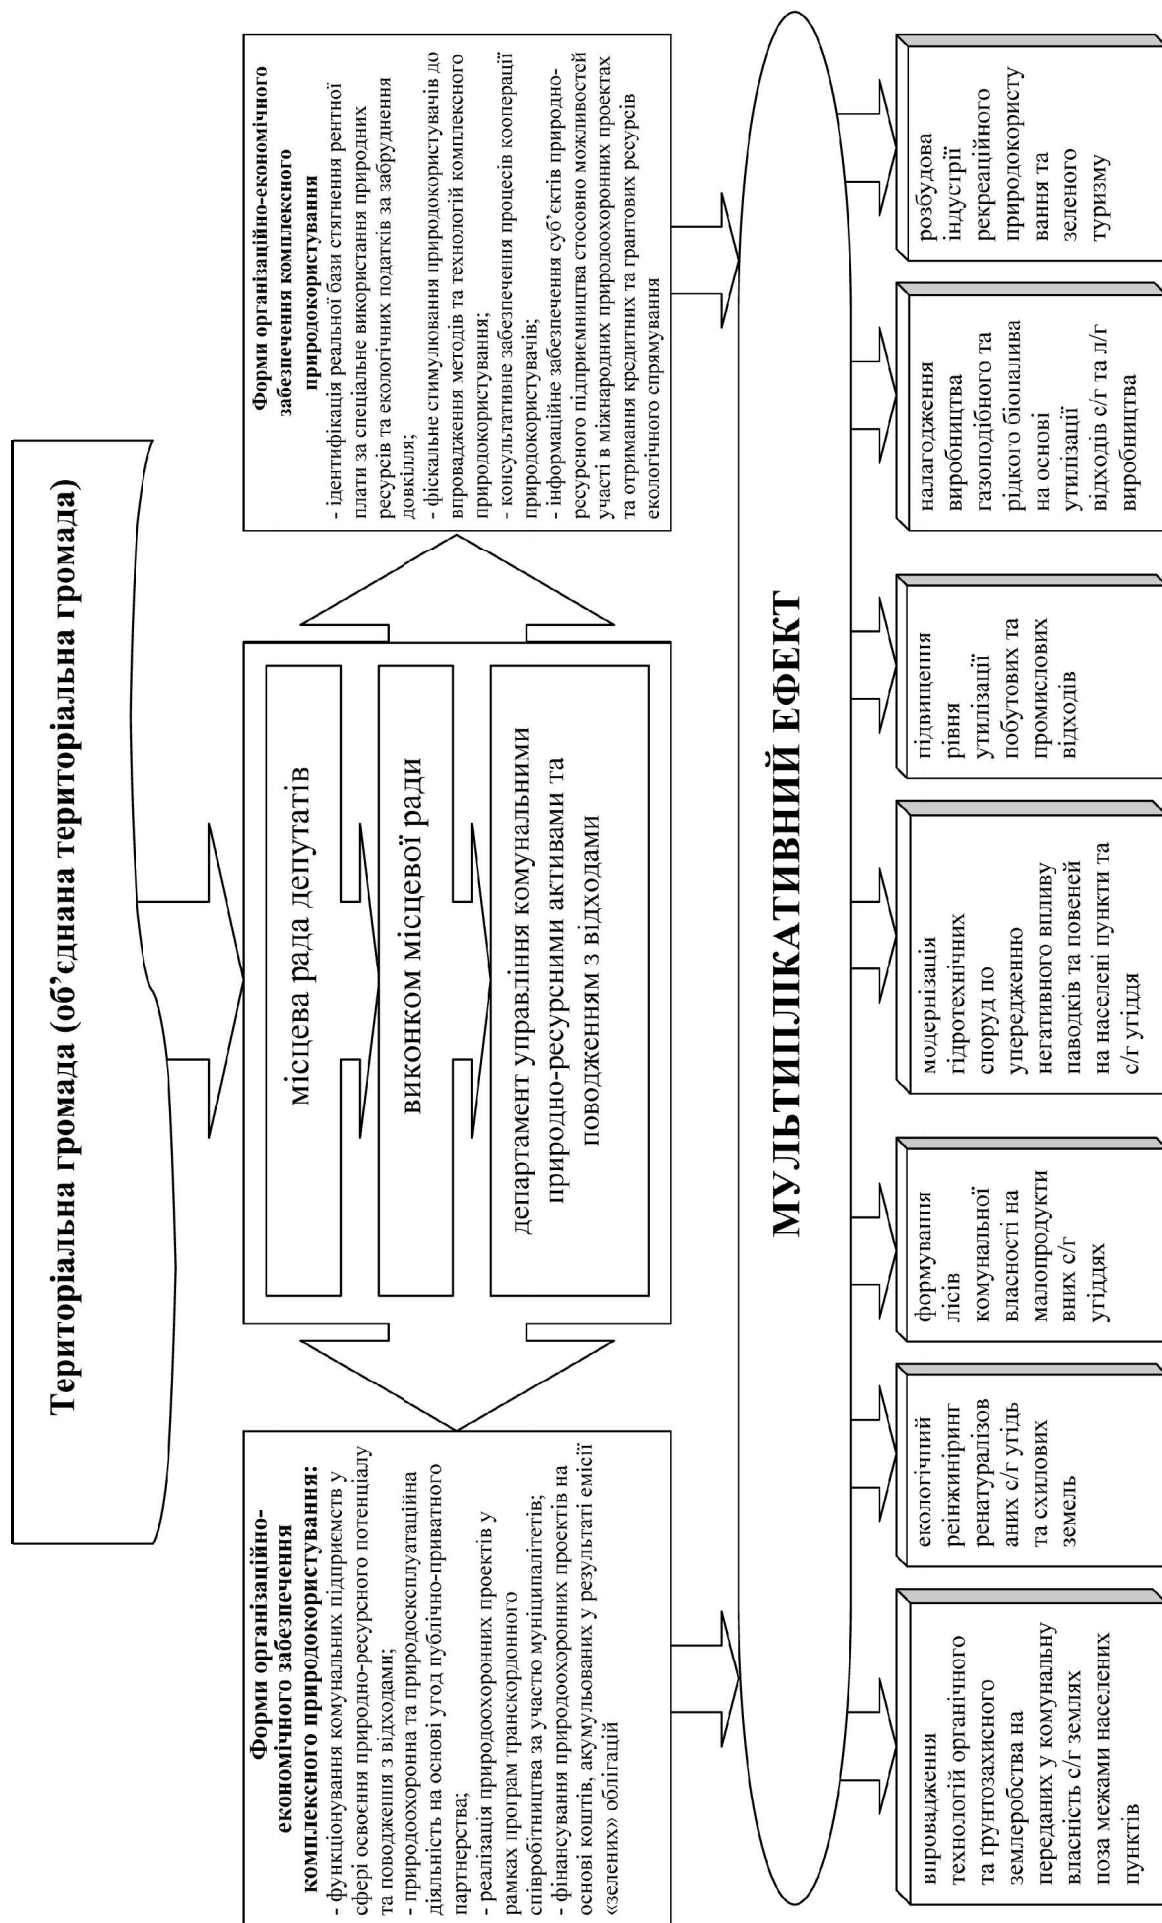 Територіальна громада (об’єднана територіальна громада)
Форми організаційно-
економічного забезпечення
комплексного природокористування:
- функціонування комунальних підприємств у
сфері освоєння природно-ресурсного потенціалу
та поводження з відходами;
- природоохоронна та природоексплуатаційна
діяльність на основі угод публічно-приватного
партнерства;
- реалізація природоохоронних проектів у
рамках програм транскордонного
співробітництва за участю муніципалітетів;
- фінансування природоохоронних проектів на
основі коштів, акумульованих у результаті емісії
«зелених» облігацій
місцева рада депутатів
виконком місцевої ради
департамент управління комунальними
природно-ресурсними активами та
поводженням з відходами
Форми організаційно-економічного
забезпечення комплексного
природокористування
- ідентифікація реальної бази стягнення рентної
плати за спеціальне використання природних
ресурсів та екологічних податків за забруднення
довкілля;
- фіскальне стимулювання природокористувачів до
впровадження методів та технологій комплексного
природокористування;
- консультативне забезпечення процесів кооперації
природокористувачів;
- інформаційне забезпечення суб’єктів природно-
ресурсного підприємництва стосовно можливостей
участі в міжнародних природоохоронних проектах
та отримання кредитних та грантових ресурсів
екологічного спрямування
МУЛЬТИПЛІКАТИВНИЙ ЕФЕКТ
впровадження
технологій органічного
та ґрунтозахисного
землеробства на
переданих у комунальну
власність с/г землях
поза межами населених
пунктів
екологічний
реінжиніринг
ренатуралізов
аних с/г угідь
та схилових
земель
формування
лісів
комунальної
власності на
малопродукти
вних с/г
угіддях
модернізація
гідротехнічних
споруд по
упередженню
негативного впливу
паводків та повеней
на населені пункти та
с/г угіддя
підвищення
рівня
утилізації
побутових та
промислових
відходів
налагодження
виробництва
газоподібного та
рідкого біопалива
на основі
утилізації
відходів с/г та л/г
виробництва
розбудова
індустрії
рекреаційного
природокористу
вання та
зеленого
туризму